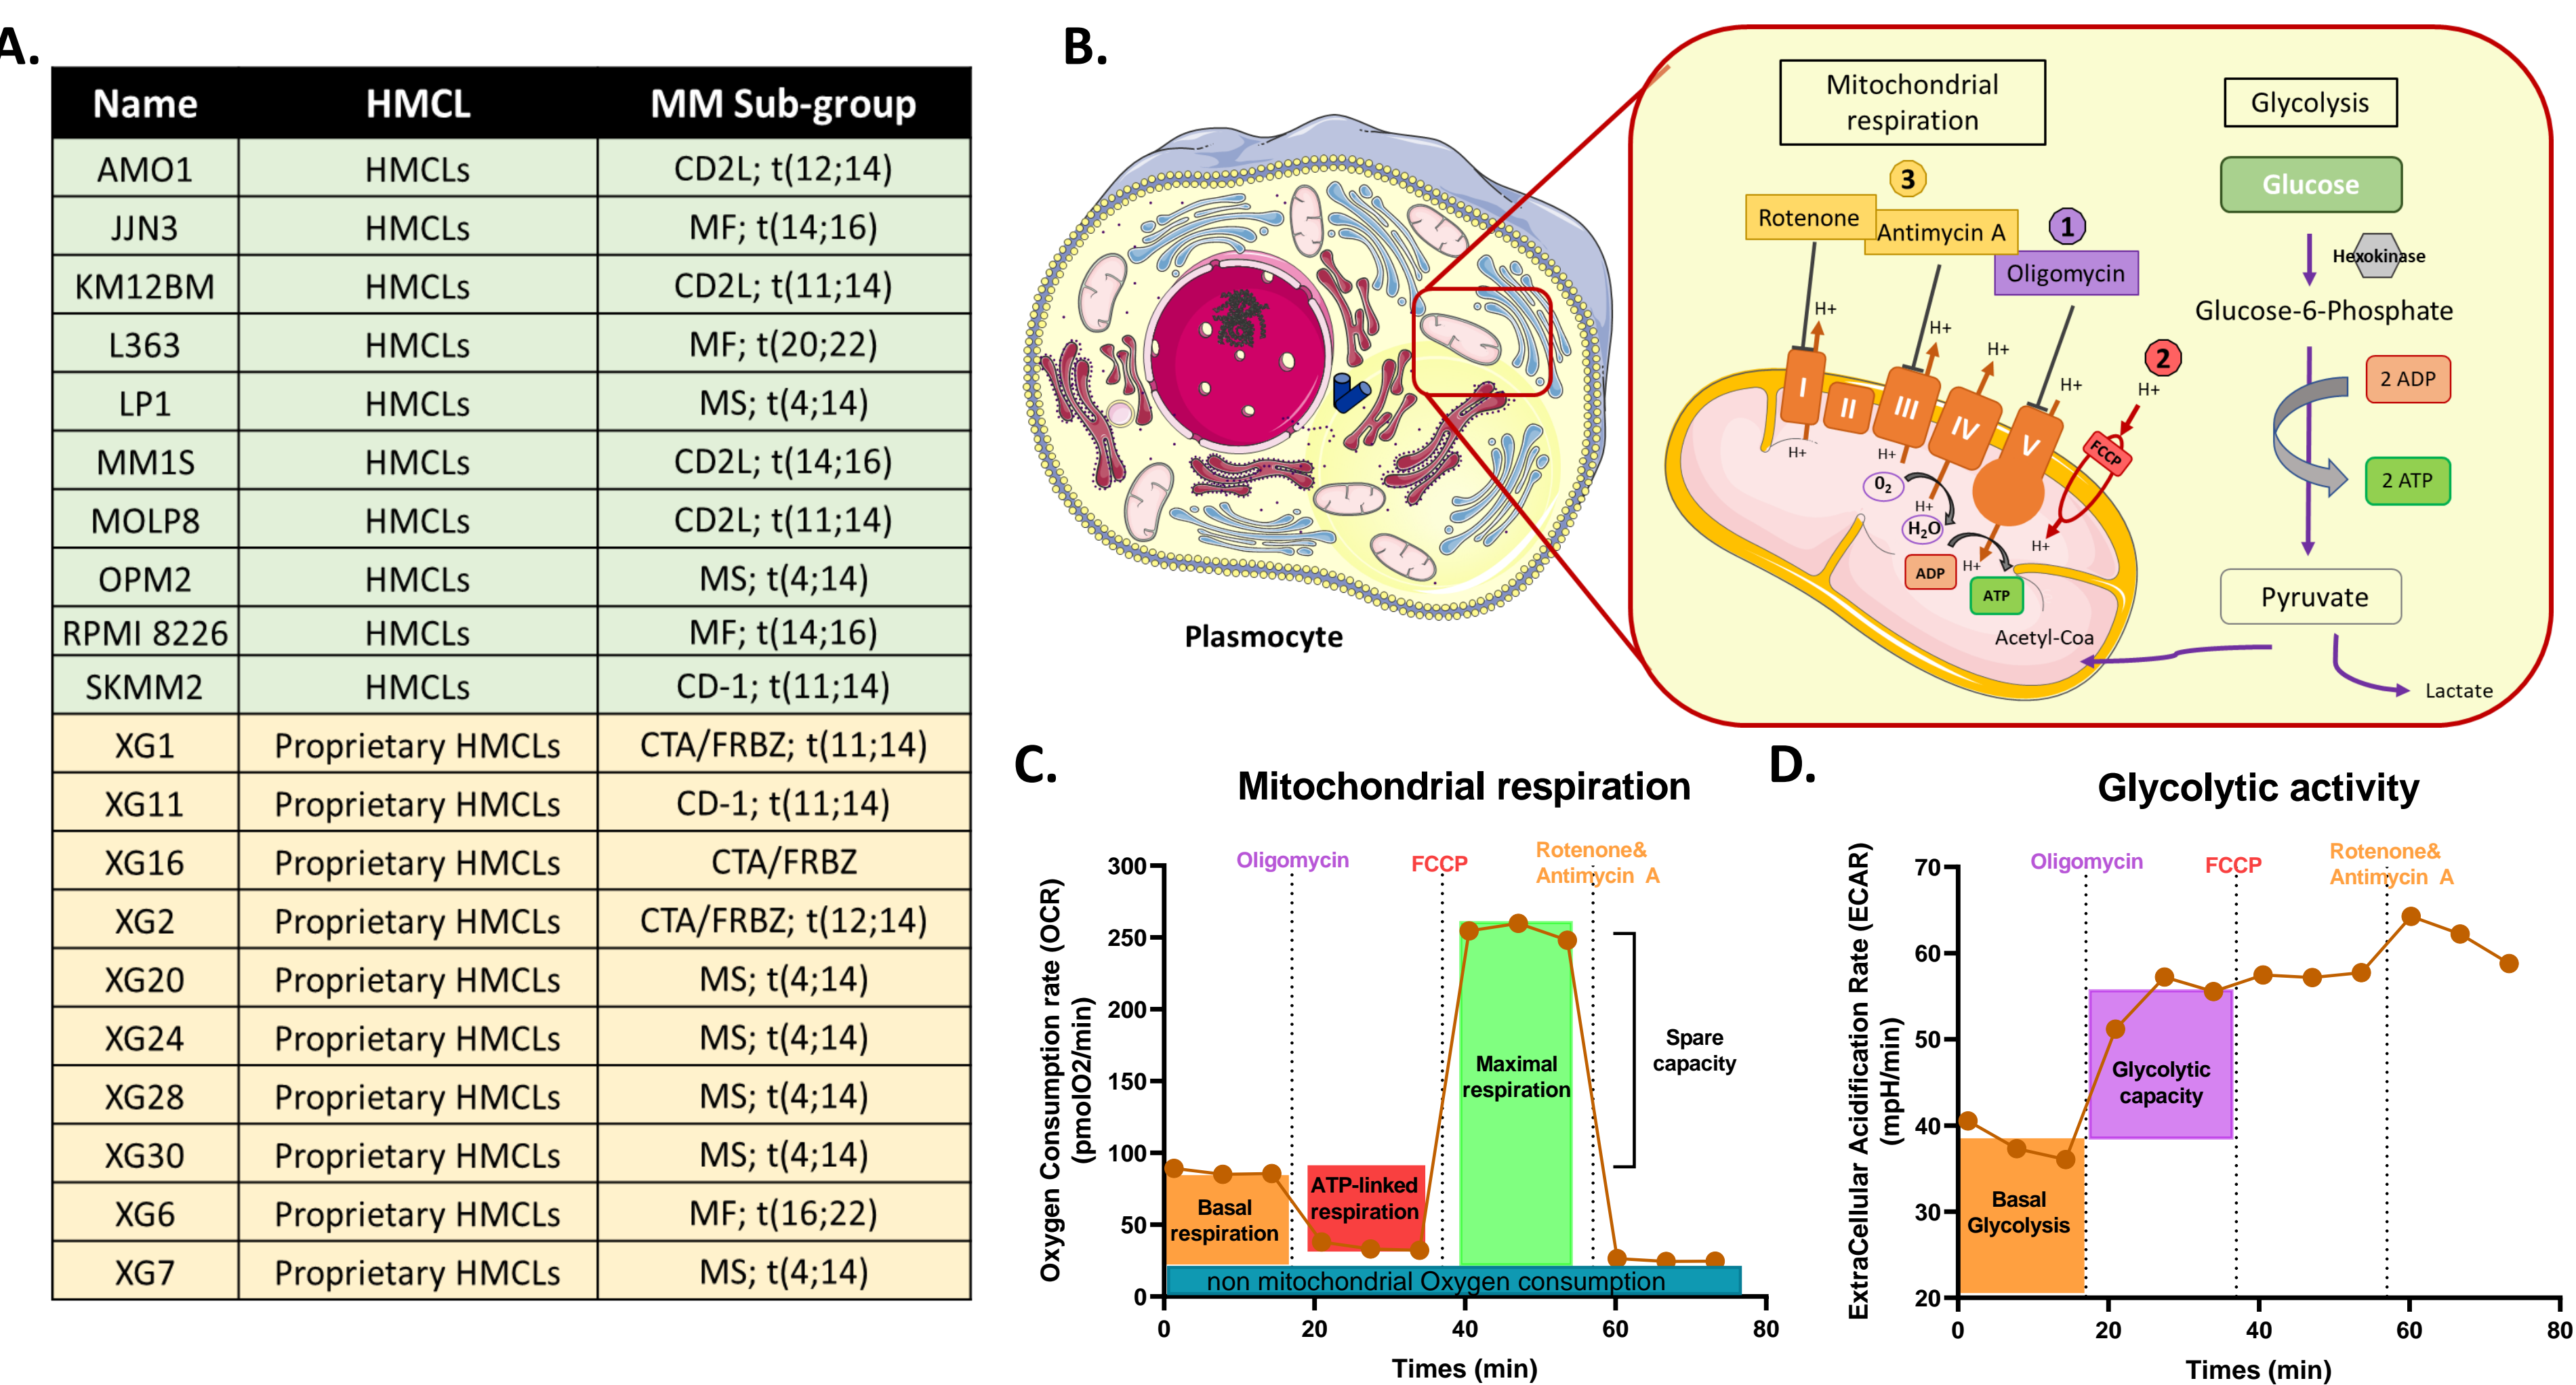 A.
Name HMCL MM Sub-group
AMO1 HMCLs CD2L; t(12;14)
JJN3 HMCLs MF; t(14;16)
KM12BM HMCLs CD2L; t(11;14)
L363 HMCLs MF; t(20;22)
LP1 HMCLs MS; t(4;14)
MM1S HMCLs CD2L; t(14;16)
MOLP8 HMCLs CD2L; t(11;14)
OPM2 HMCLs MS; t(4;14)
RPMI 8226 HMCLs MF; t(14;16)
SKMM2 HMCLs CD-1; t(11;14)
XG1 Proprietary HMCLs CTA/FRBZ; t(11;14)
XG11 Proprietary HMCLs CD-1; t(11;14)
XG16 Proprietary HMCLs CTA/FRBZ
XG2 Proprietary HMCLs CTA/FRBZ; t(12;14)
XG20 Proprietary HMCLs MS; t(4;14)
XG24 Proprietary HMCLs MS; t(4;14)
XG28 Proprietary HMCLs MS; t(4;14)
XG30 Proprietary HMCLs MS; t(4;14)
XG6 Proprietary HMCLs MF; t(16;22)
XG7 Proprietary HMCLs MS; t(4;14)
B.
Plasmocyte
Mitochondrial
respiration
3
Rotenone
Antimycin A
1
Oligomycin
2
H+
H+
H+
H+
H+
I
II
III
IV
V
FCCP
H+
H+
H+
H+
H+
O2
H2O
ADP
ATP
Acetyl-Coa
Glycolysis
Glucose
Hexokinase
Glucose-6-Phosphate
2 ADP
2 ATP
Pyruvate
Lactate
C.
Mitochondrial respiration
Oligomycin
FCCP
Rotenone&
Antimycin A
Oxygen Consumption rate (OCR)
(pmolO2/min)
300
250
200
150
100
50
0
Basal
respiration
ATP-linked
respiration
Maximal
respiration
Spare
capacity
non mitochondrial Oxygen consumption
0 20 40 60 80
Times (min)
D.
Glycolytic activity
Oligomycin
FCCP
Rotenone&
Antimycin A
ExtraCellular Acidification Rate (ECAR)
(mpH/min)
70
60
50
40
30
20
Basal
Glycolysis
Glycolytic
capacity
0 20 40 60 80
Times (min)